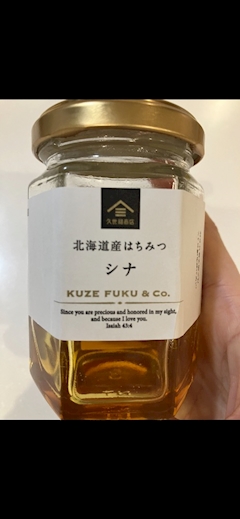 久世福商店
北海道産はちみつ
シナ
KUZE FUKU & Co.
Since you are precious and honored in my sight,
and because I love you.
Isaiah 43:4